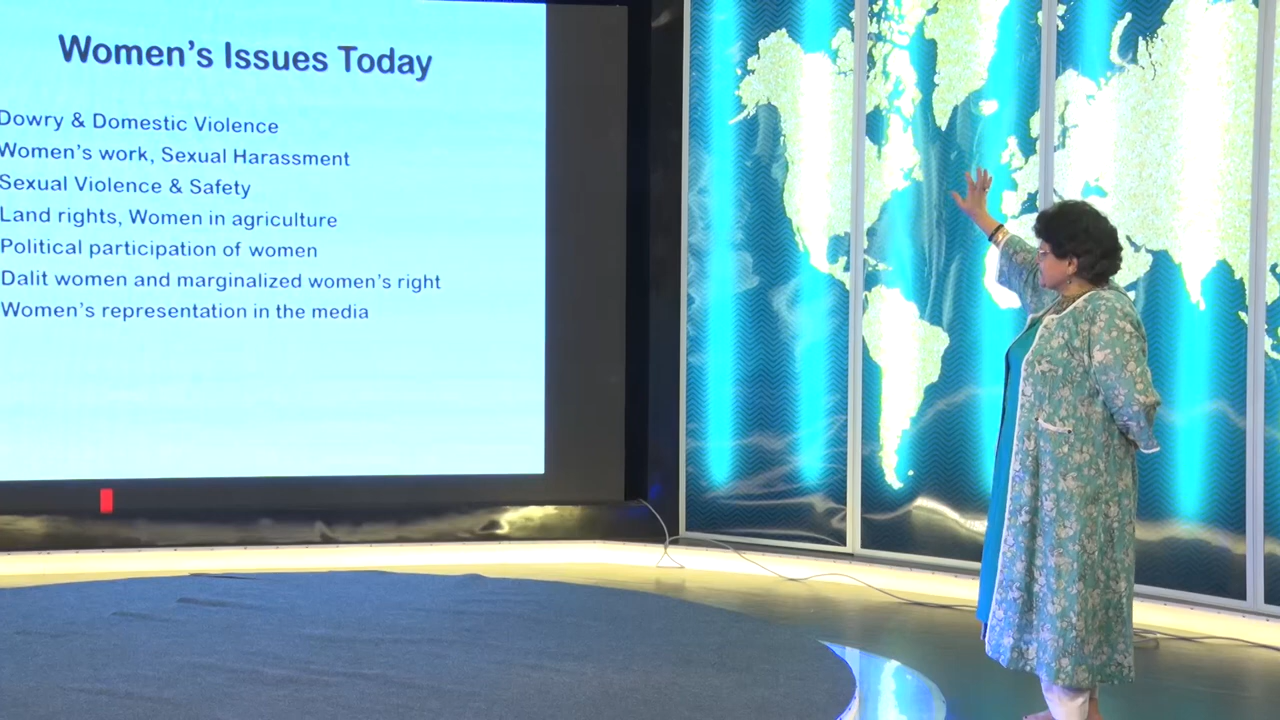 Women's Issues Today
Dowry & Domestic Violence
Women's work, Sexual Harassment
Sexual Violence & Safety
Land rights, Women in agriculture
Political participation of women
Dalit women and marginalized women's right
Women's representation in the media